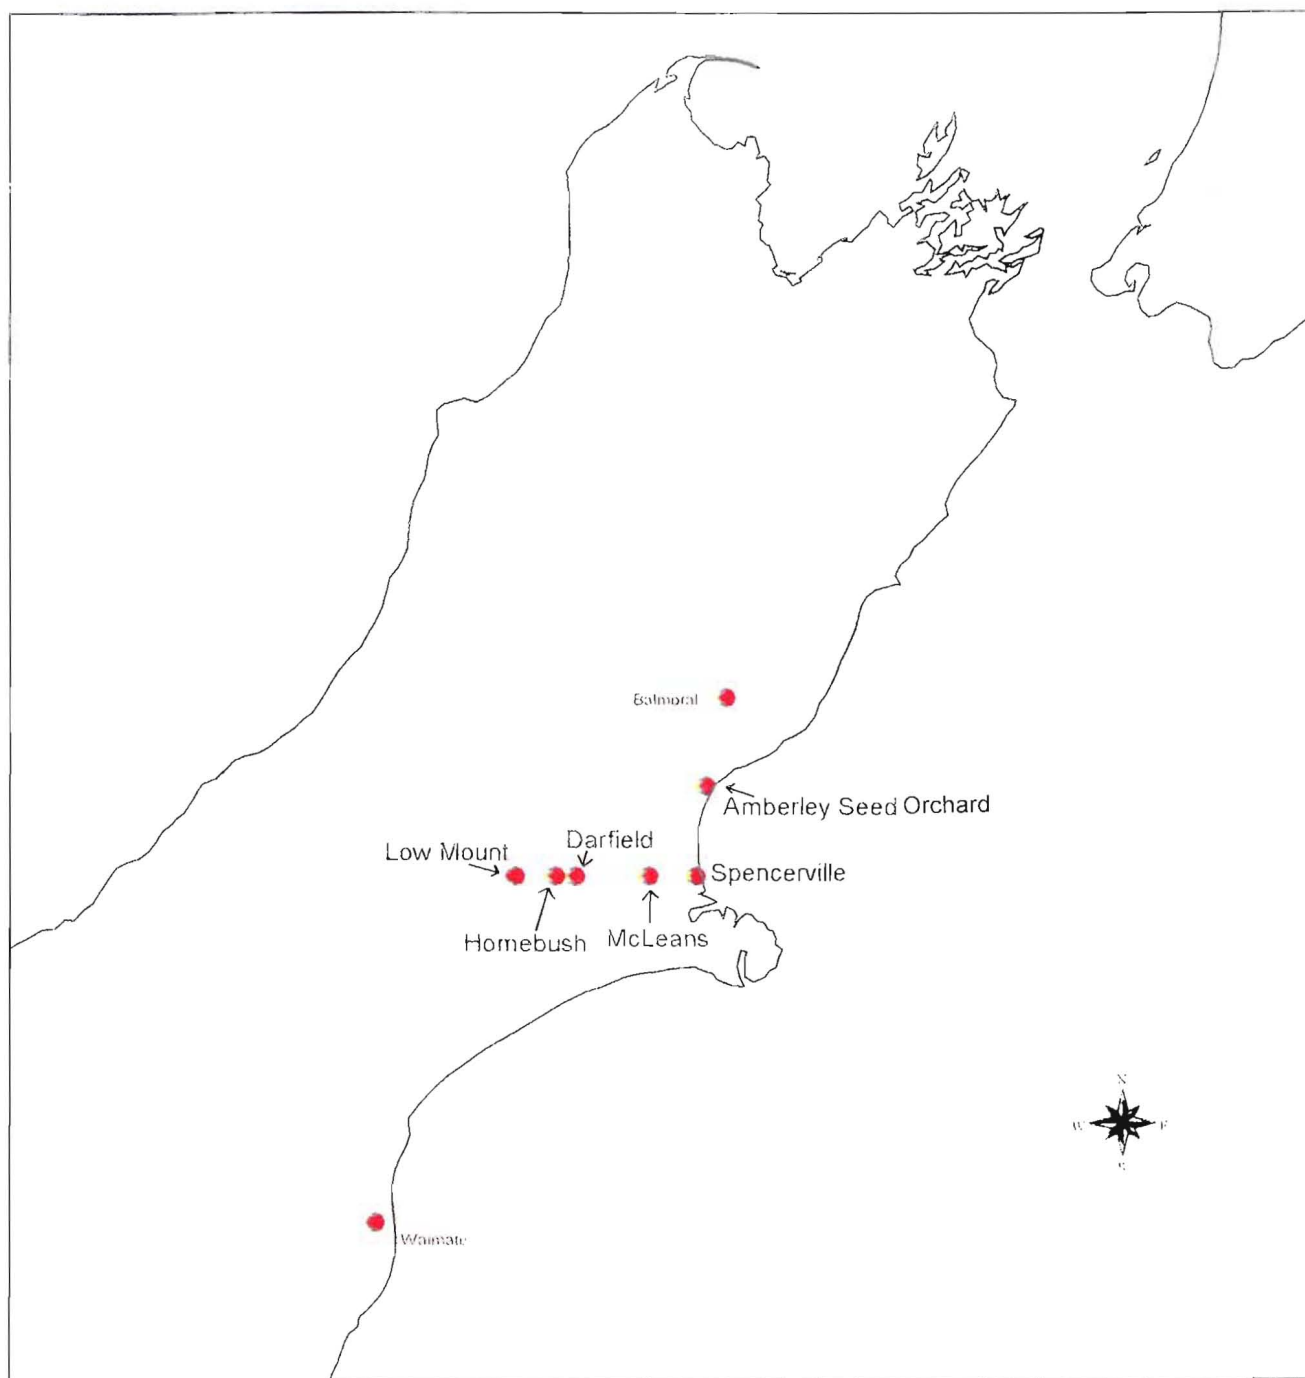 Balmoral
Amberley Seed Orchard
Darfield
Low Mount
Spencerville
Homebush
McLeans
N
W
E
S
Waimate